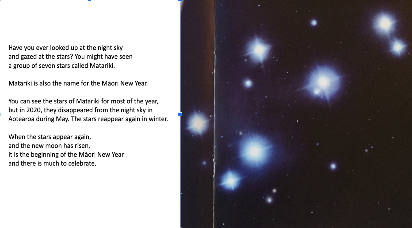 Have you ever looked up at the night sky
and gazed at the stars? You might have seen
a group of seven stars called Matariki.
Matariki is also the name for the Māori New Year.
You can see the stars of Matariki for most of the year,
but in 2020, they disappeared from the night sky in
Aotearoa during May. The stars reappear again in winter.
When the stars appear again,
and the new moon has risen,
it is the beginning of the Māori New Year
and there is much to celebrate.